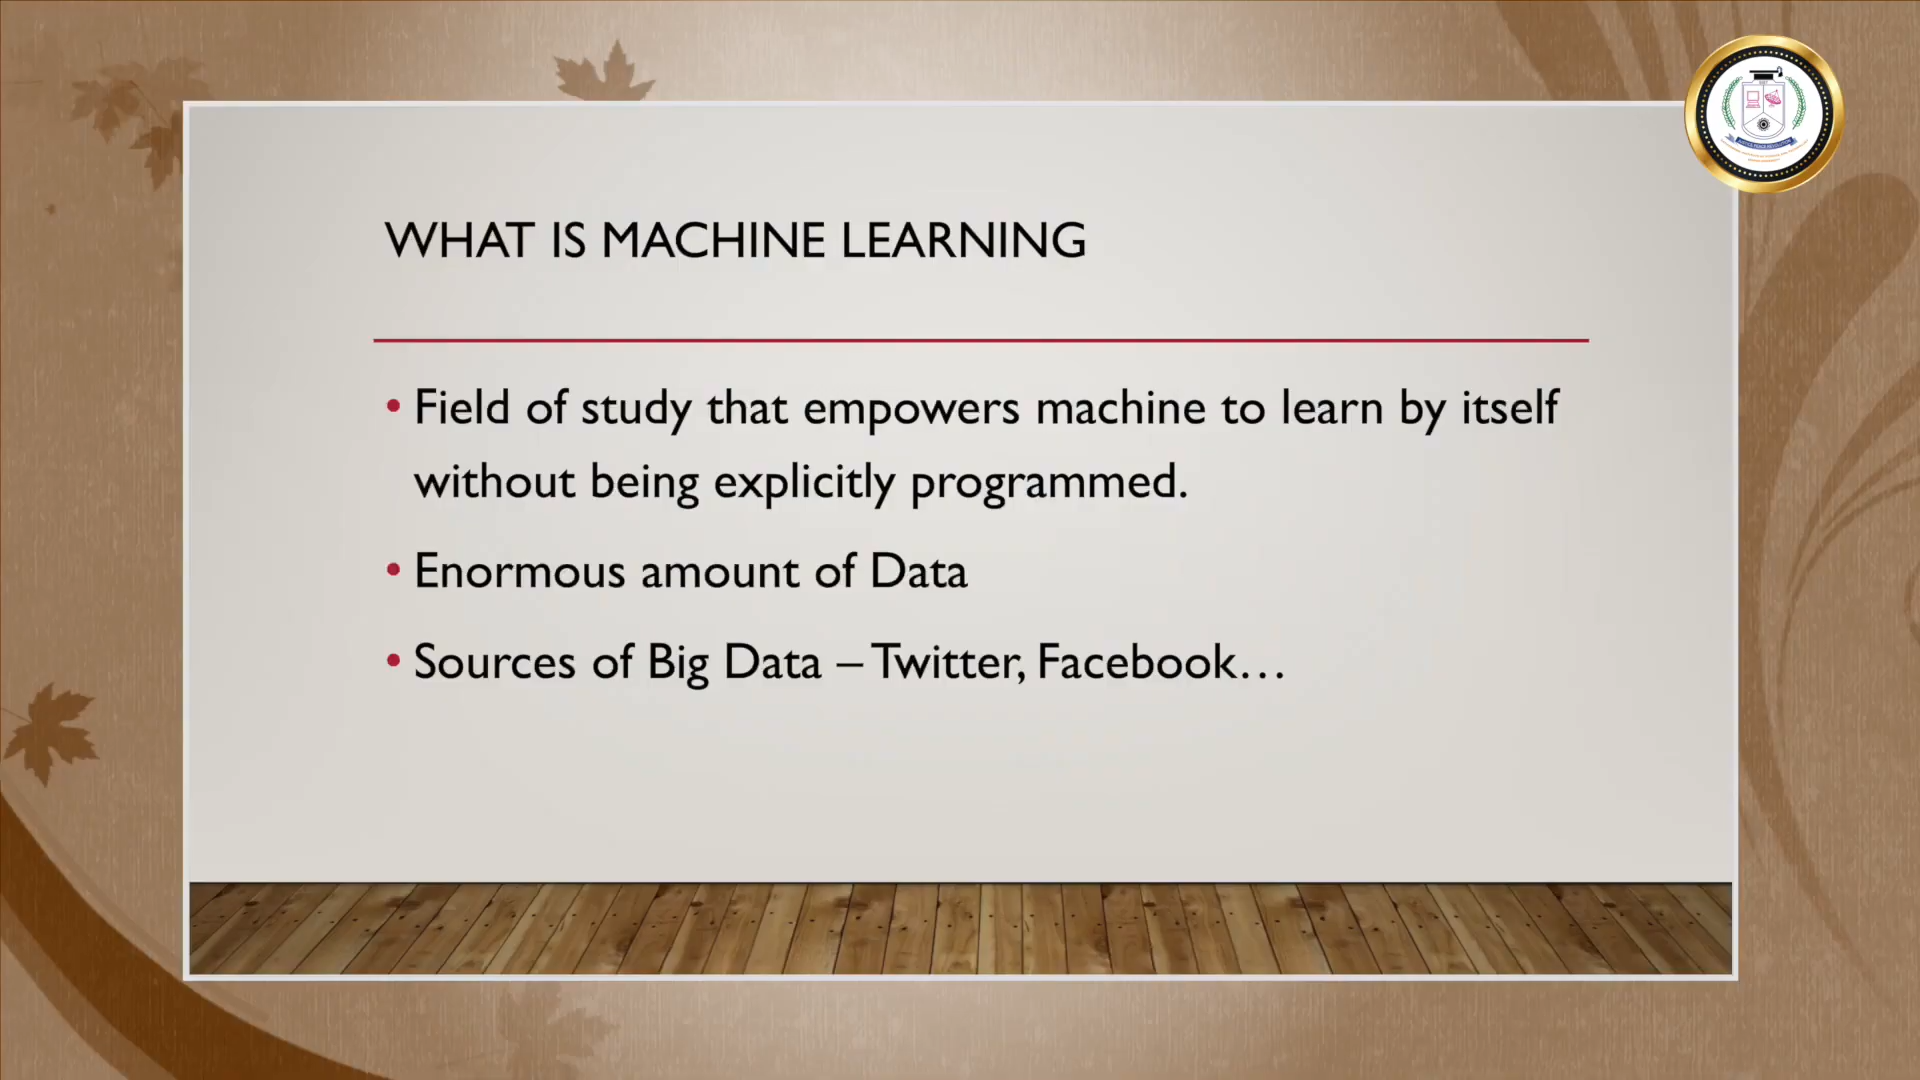 WHAT IS MACHINE LEARNING
• Field of study that empowers machine to learn by itself
without being explicitly programmed.
• Enormous amount of Data
• Sources of Big Data – Twitter, Facebook…